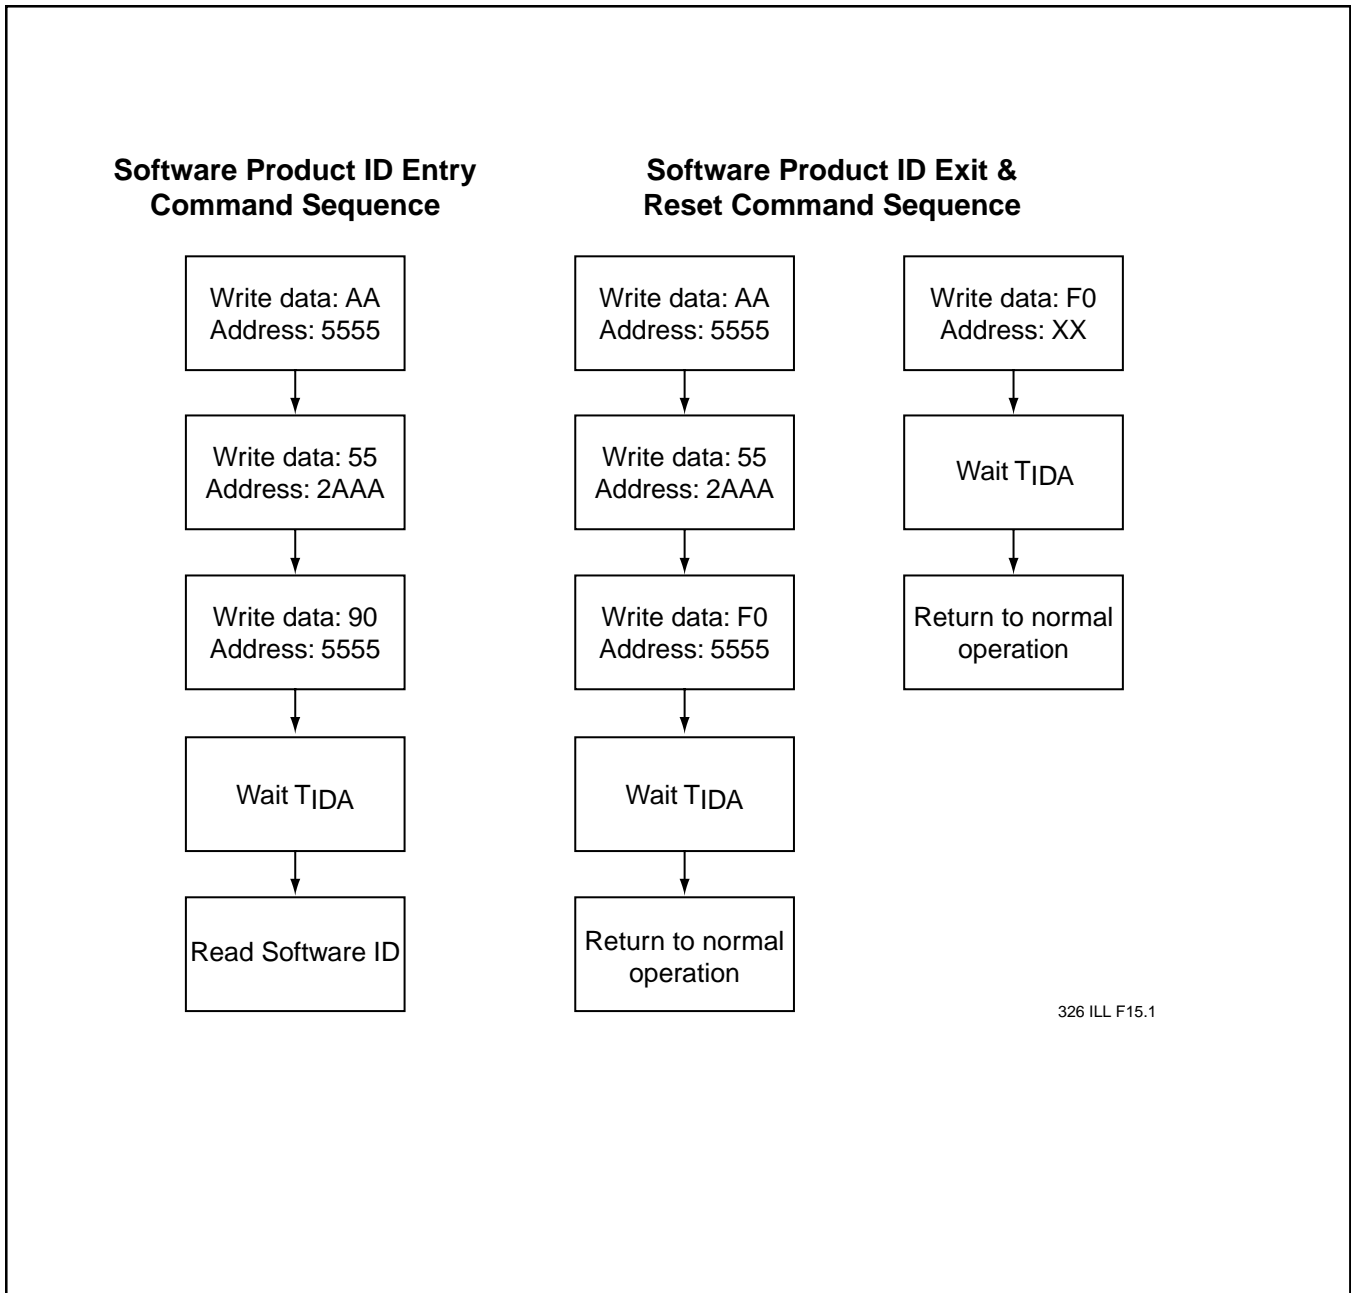 Software Product ID Entry
Command Sequence
Write data: AA
Address: 5555
Write data: 55
Address: 2AAA
Write data: 90
Address: 5555
Wait TIDA
Read Software ID
Software Product ID Exit &
Reset Command Sequence
Write data: AA
Address: 5555
Write data: 55
Address: 2AAA
Write data: F0
Address: 5555
Wait TIDA
Return to normal
operation
Write data: F0
Address: XX
Wait TIDA
Return to normal
operation
326 ILL F15.1